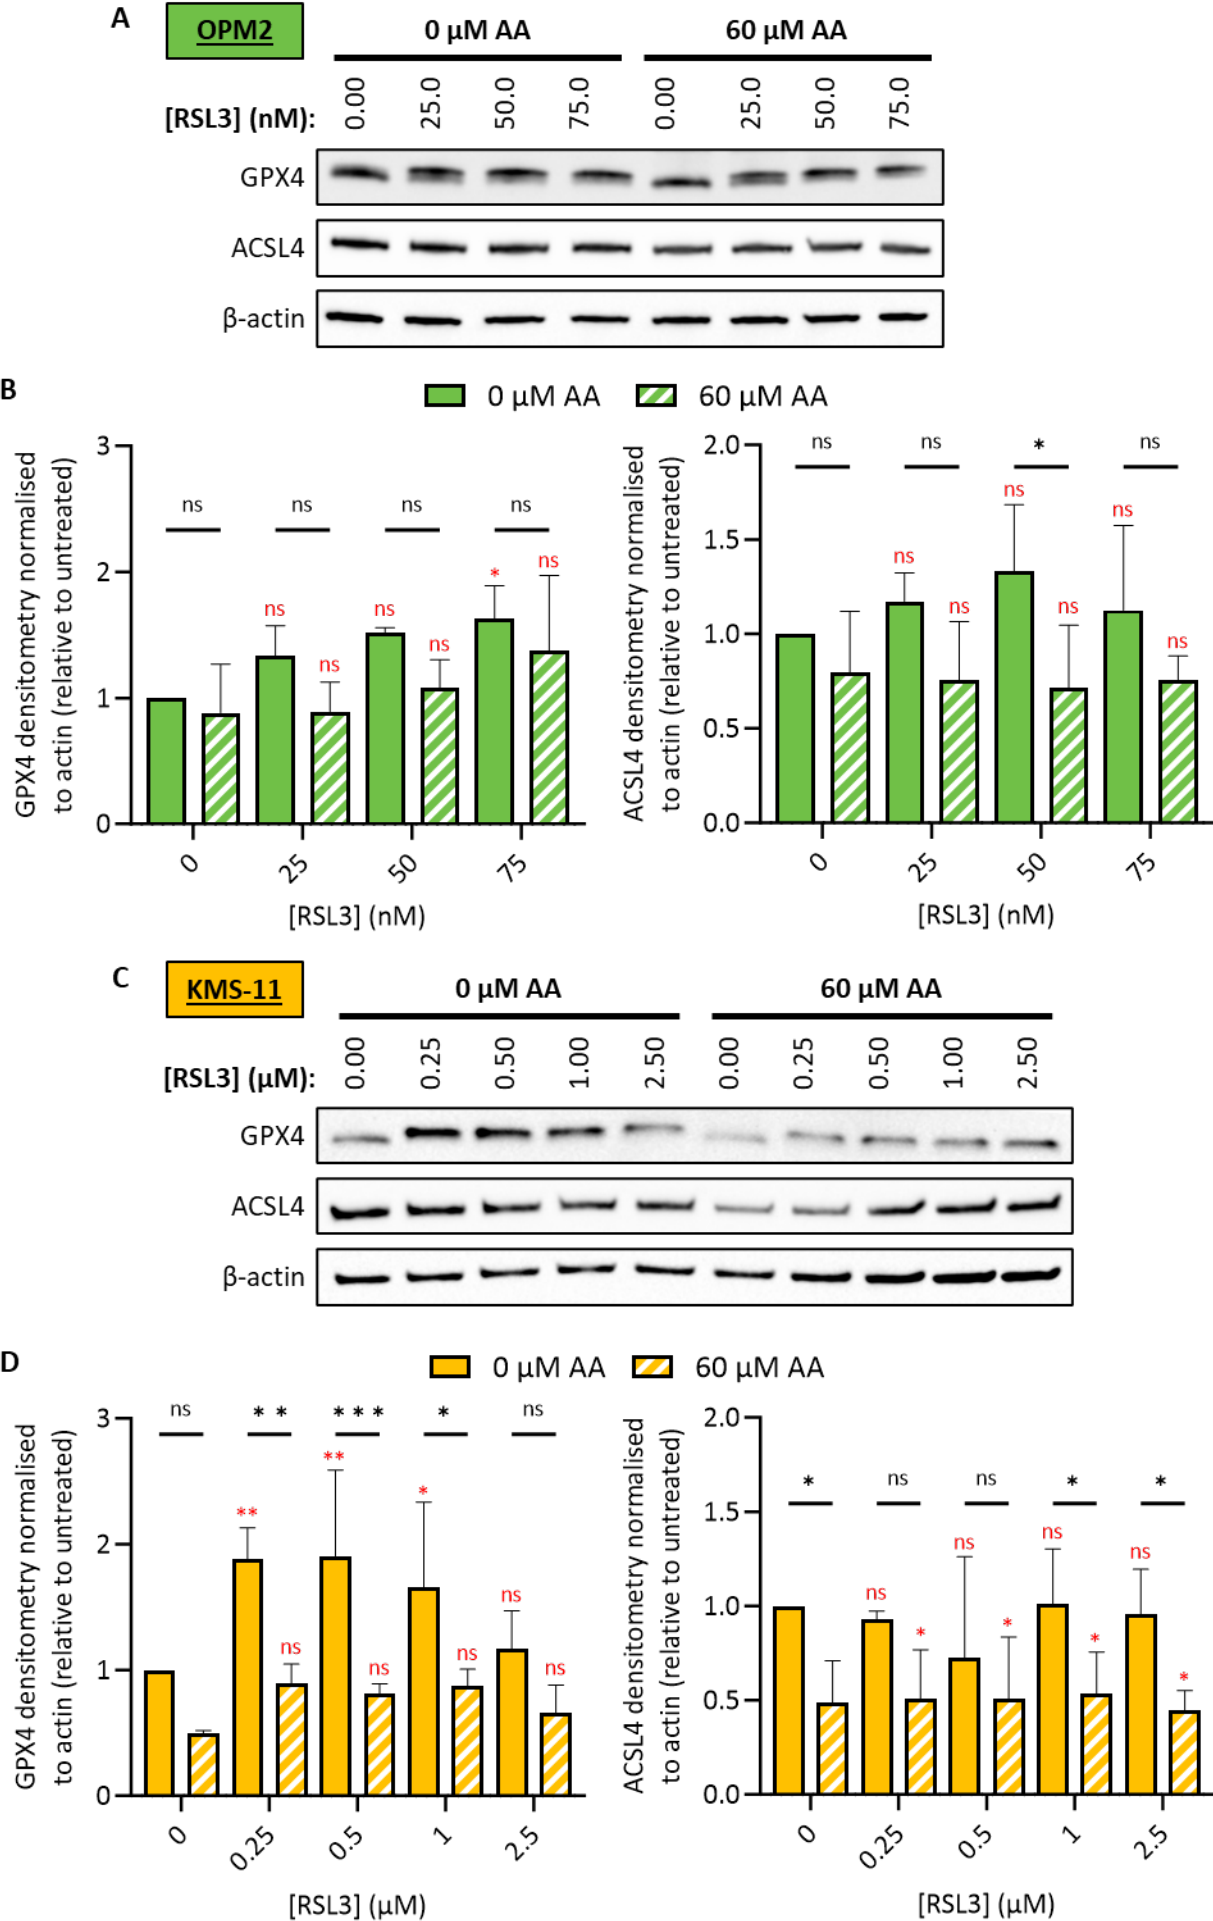 A
OPM2
0 µM AA
60 µM AA
[RSL3] (nM):
0.00
25.0
50.0
75.0
0.00
25.0
50.0
75.0
GPX4
ACSL4
β-actin
B
0 µM AA
60 µM AA
GPX4 densitometry normalised
to actin (relative to untreated)
3
2
1
0
ns
ns
ns
ns
ns
ns
ns
ns
*
ns
0
25
50
75
[RSL3] (nM)
ACSL4 densitometry normalised
to actin (relative to untreated)
2.0
1.5
1.0
0.5
0.0
ns
ns
*
ns
ns
ns
ns
ns
ns
ns
0
25
50
75
[RSL3] (nM)
C
KMS-11
0 µM AA
60 µM AA
[RSL3] (µM):
0.00
0.25
0.50
1.00
2.50
0.00
0.25
0.50
1.00
2.50
GPX4
ACSL4
β-actin
D
0 µM AA
60 µM AA
GPX4 densitometry normalised
to actin (relative to untreated)
3
2
1
0
ns
**
***
*
ns
**
ns
**
ns
*
ns
ns
ns
0
0.25
0.5
1
2.5
[RSL3] (µM)
ACSL4 densitometry normalised
to actin (relative to untreated)
2.0
1.5
1.0
0.5
0.0
*
ns
ns
*
*
ns
*
ns
*
ns
*
ns
*
0
0.25
0.5
1
2.5
[RSL3] (µM)